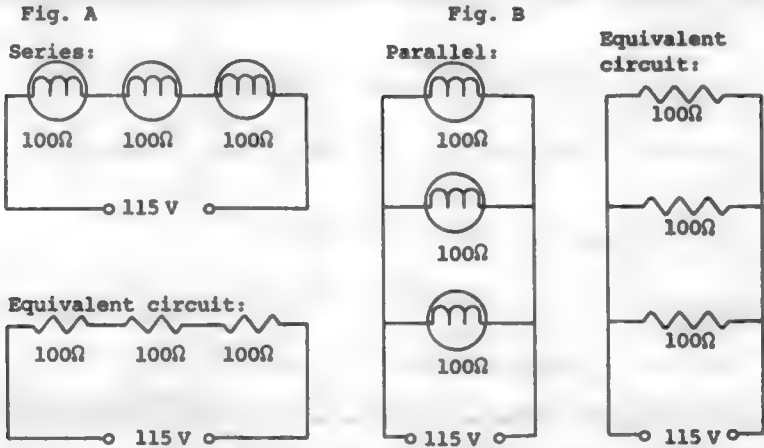 Fig. A
Series:
100Ω 100Ω 100Ω
115 V
Equivalent circuit:
100Ω 100Ω 100Ω
115 V
Fig. B
Parallel:
100Ω
100Ω
100Ω
115 V
Equivalent
circuit:
100Ω
100Ω
100Ω
115 V